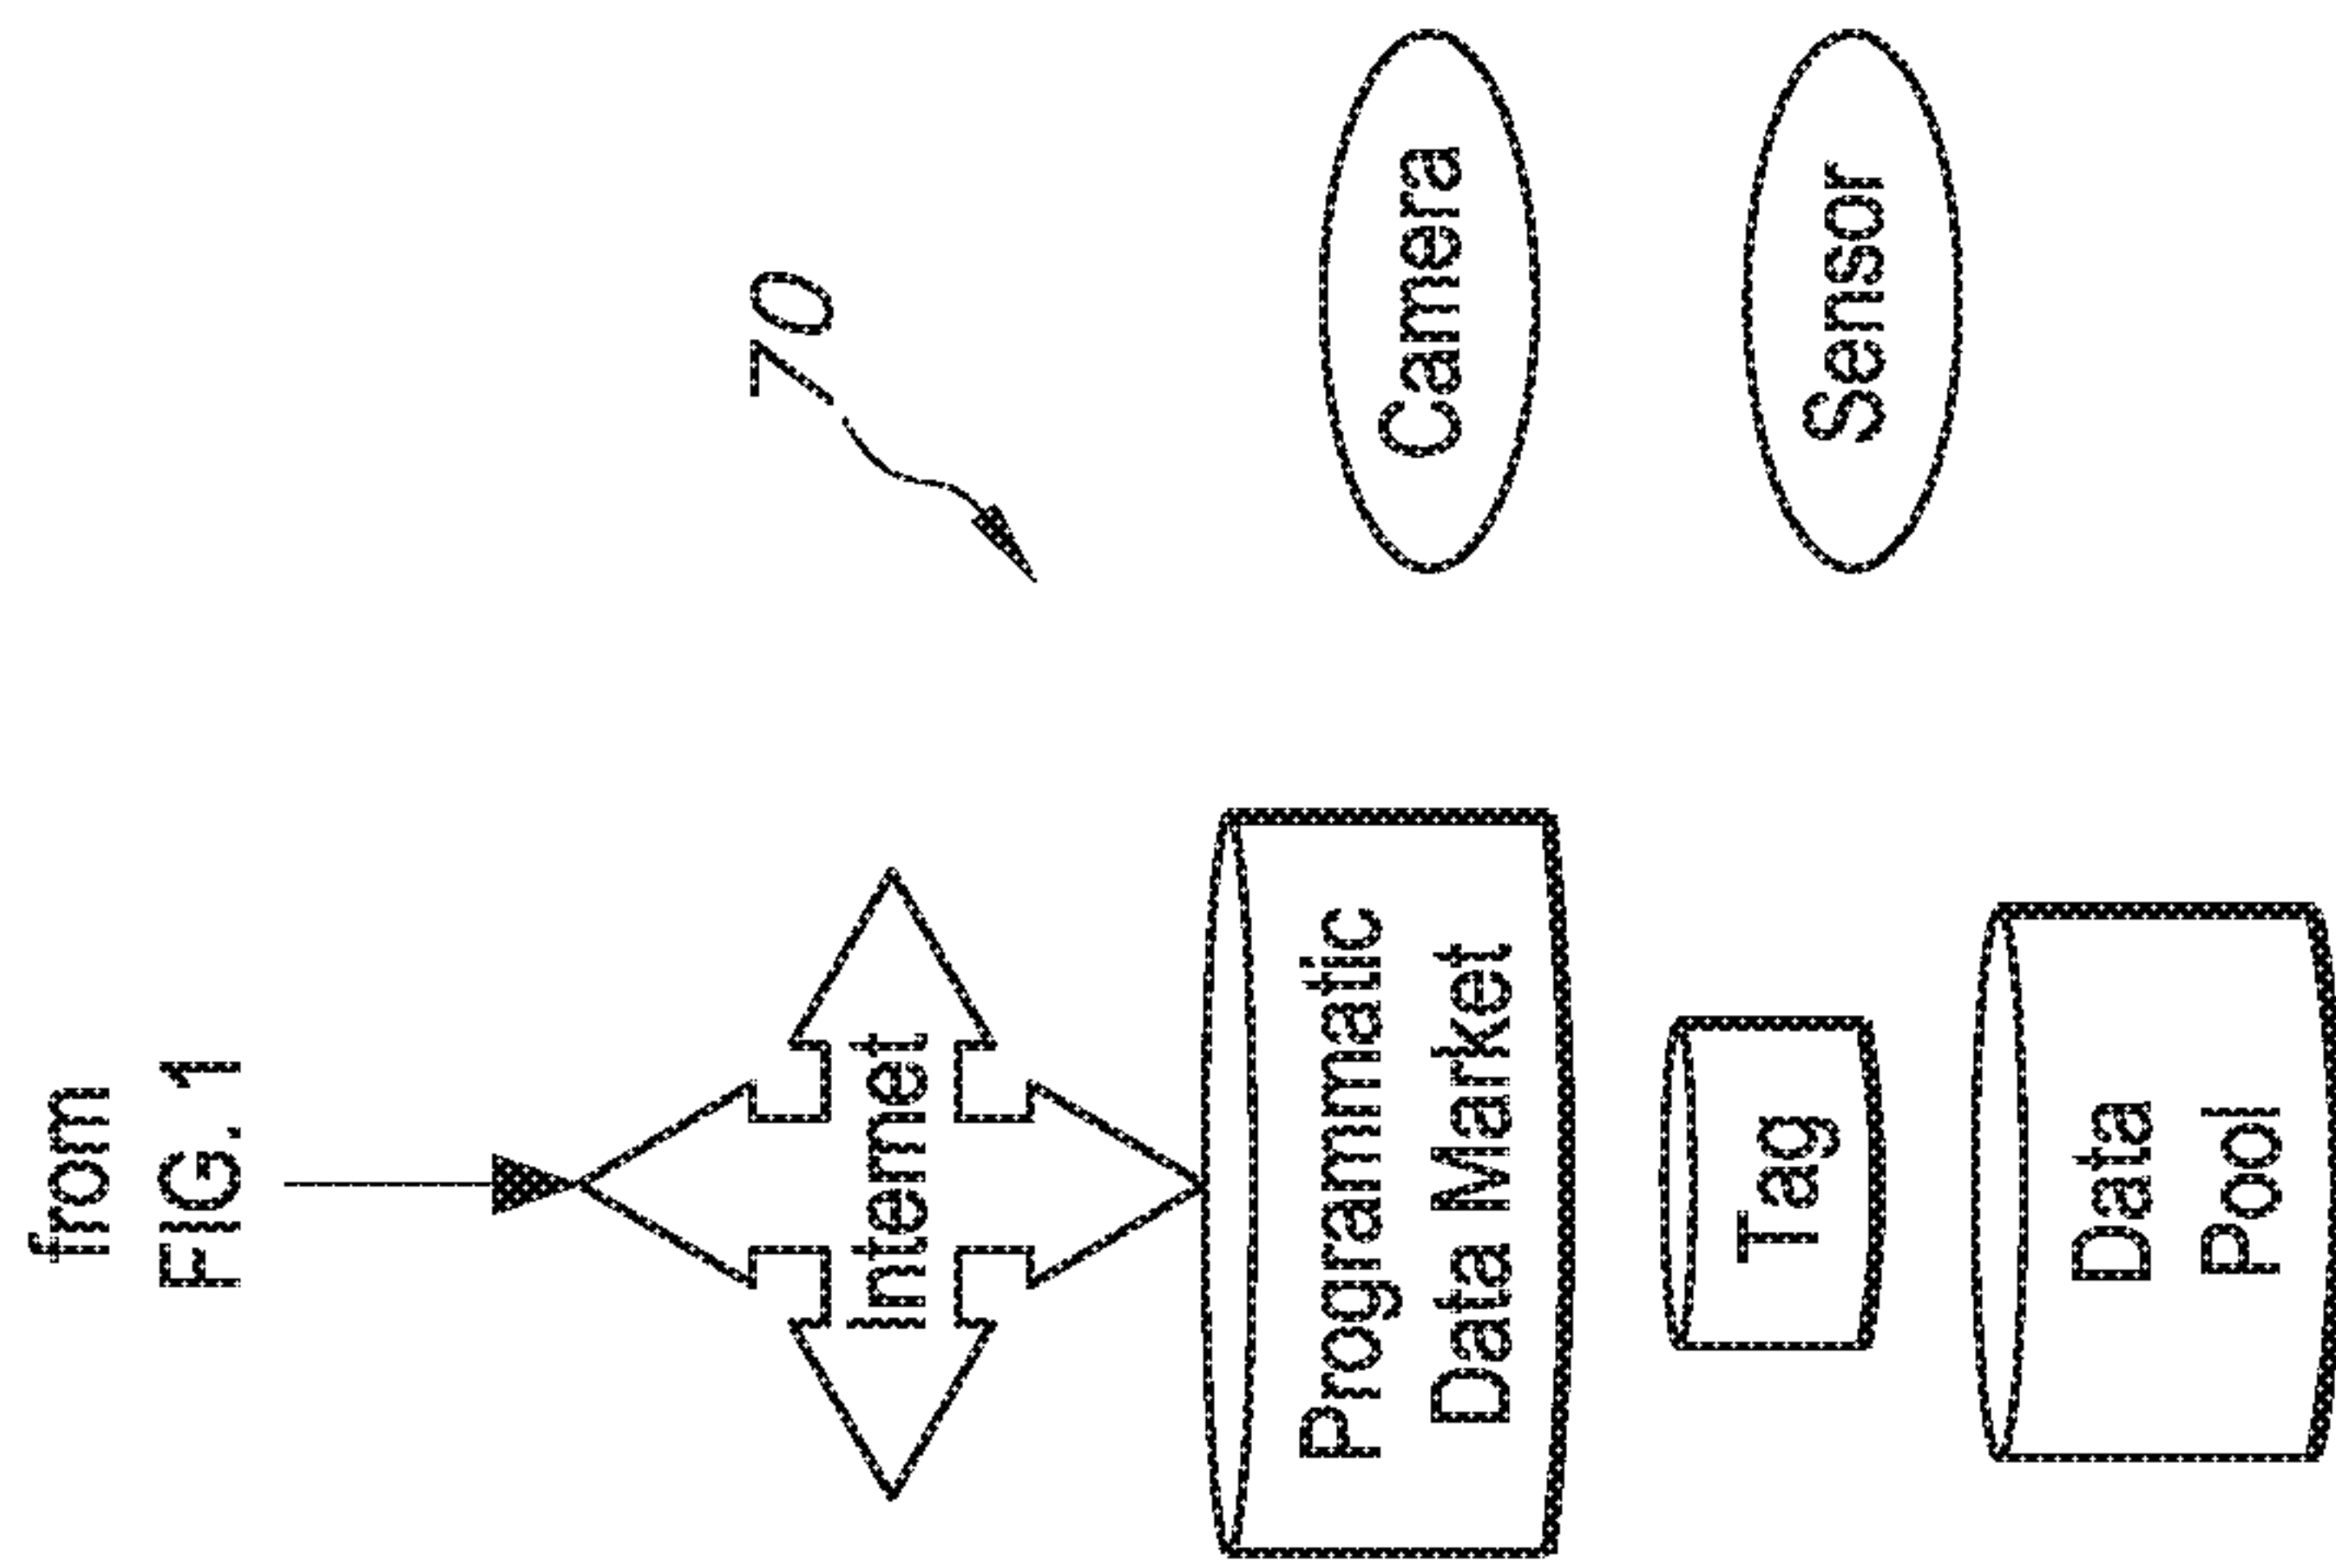 from
FIG. 1
70
Internet
Programmatic
Data Market
Camera
Tag
Sensor
Data
Pool